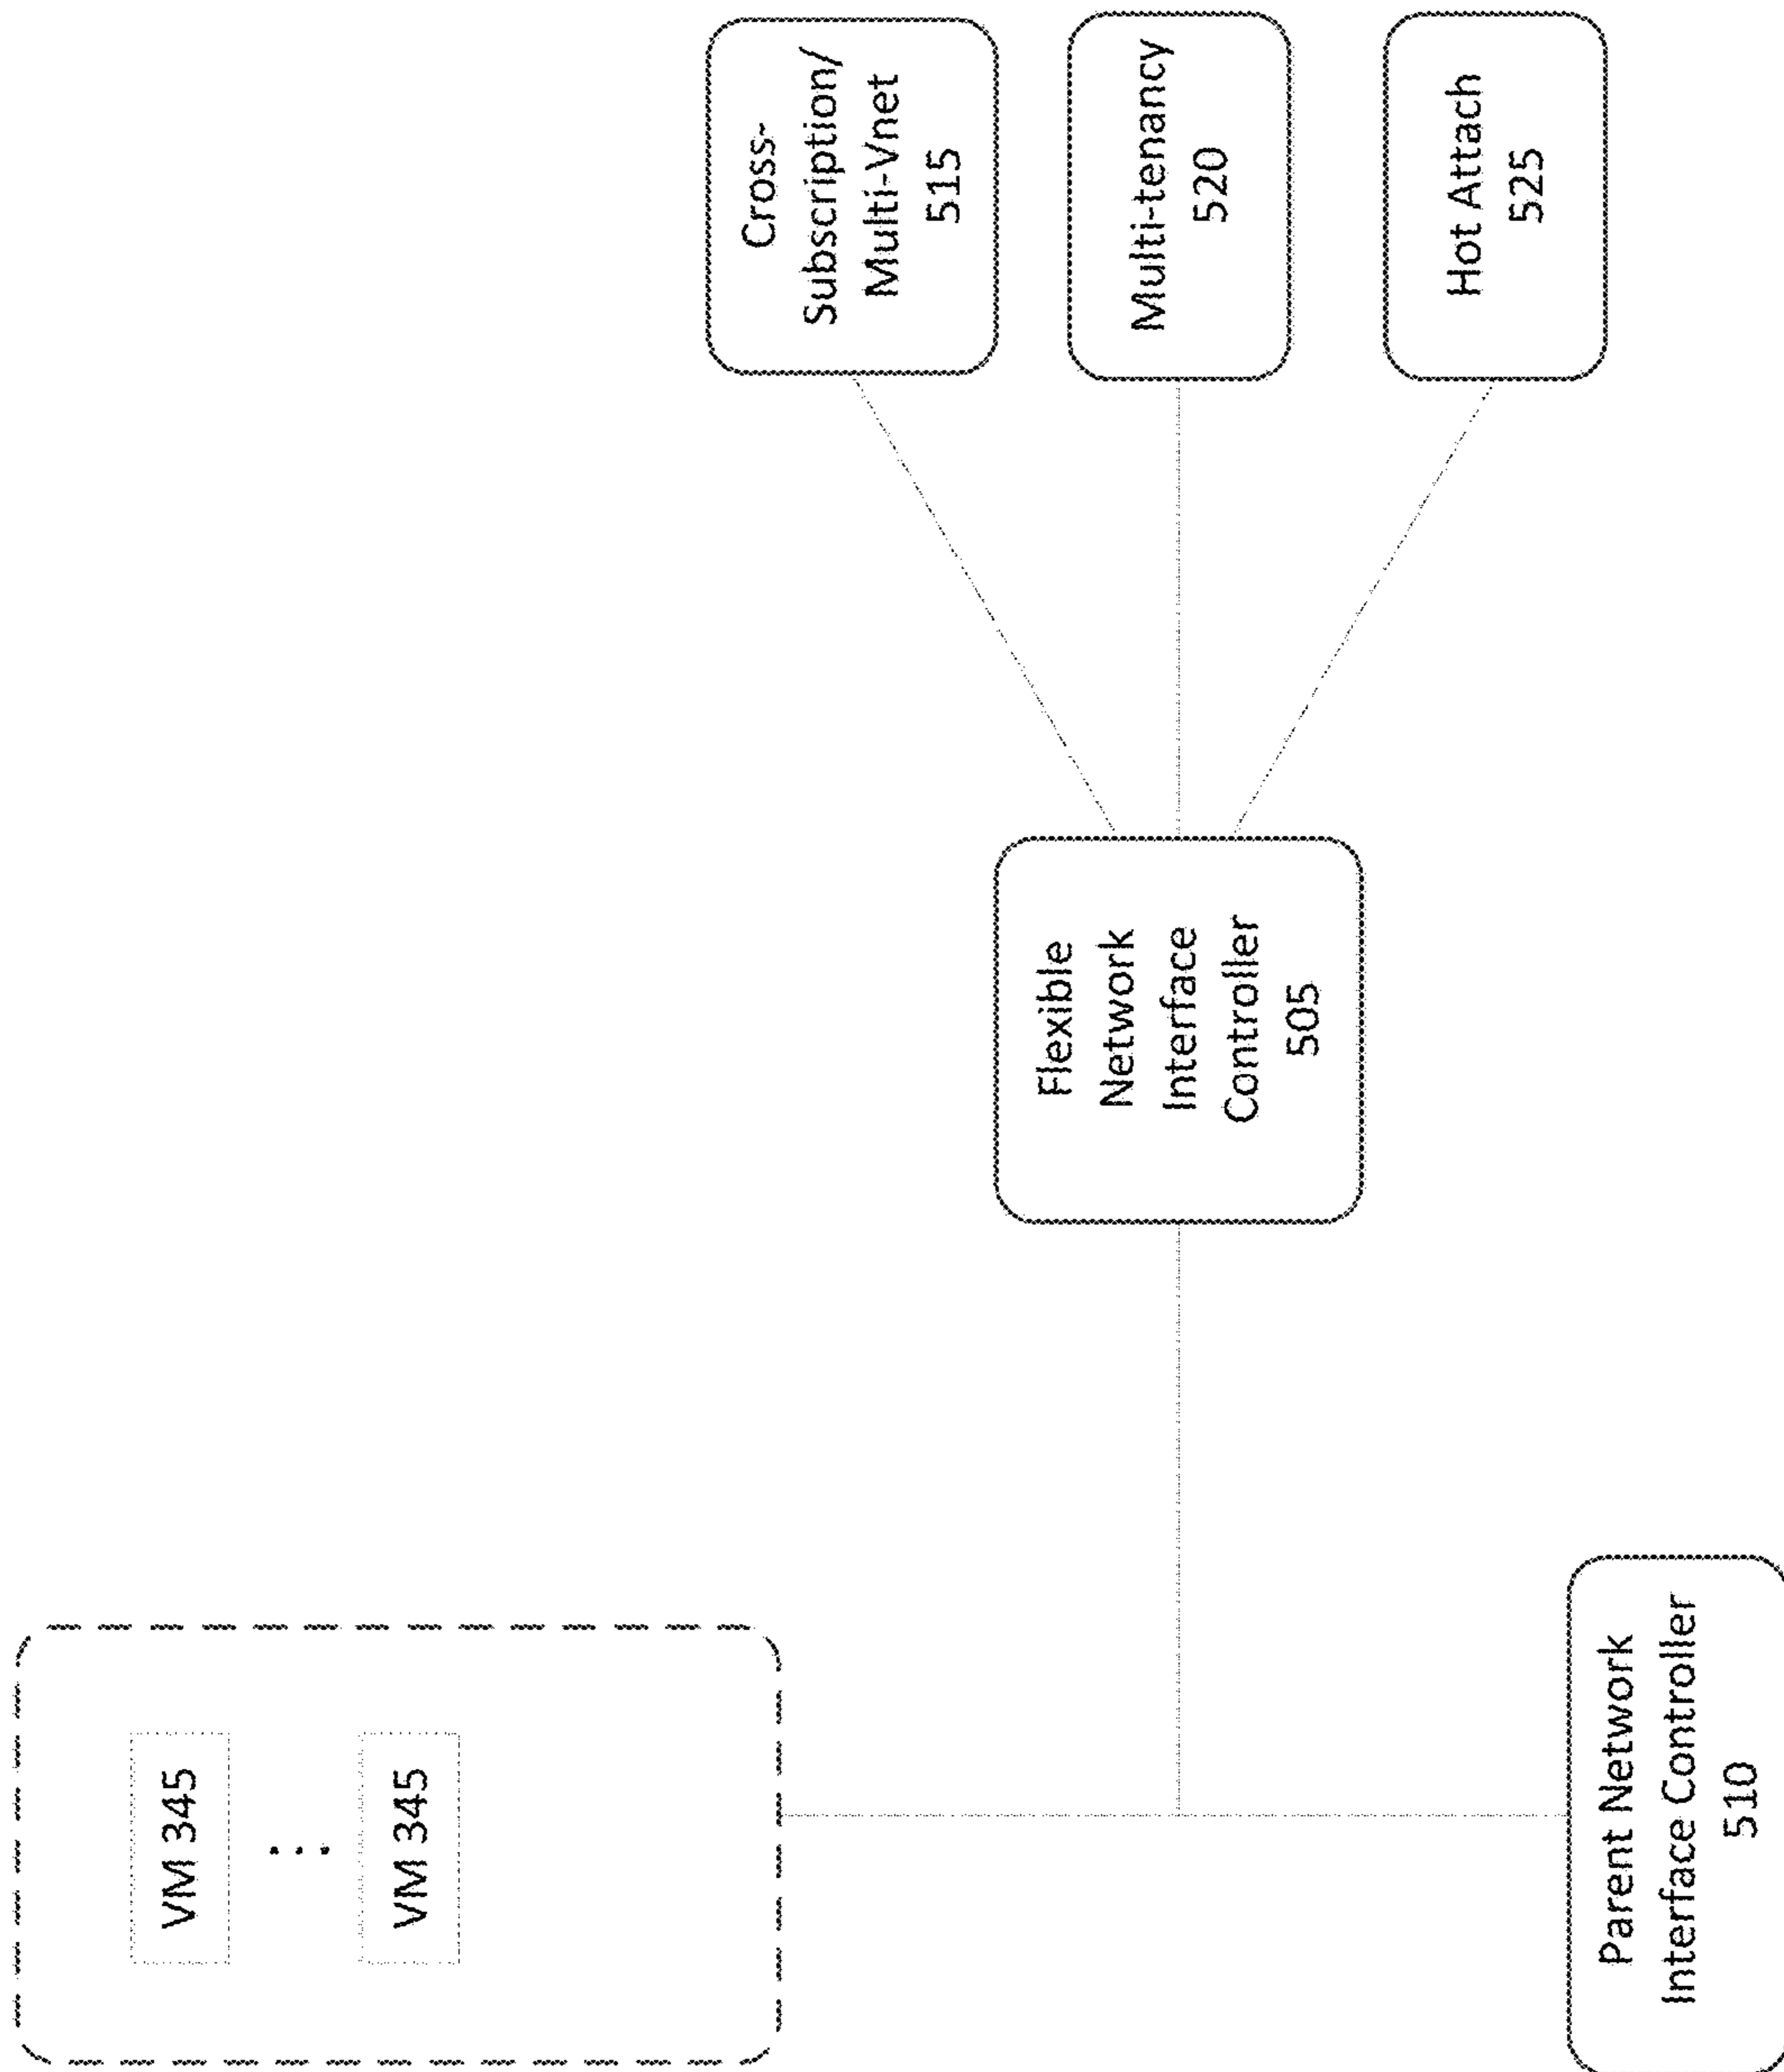 VM 345
...
VM 345
Parent Network
Interface Controller
510
Flexible
Network
Interface
Controller
505
Cross-
Subscription/
Multi-Vnet
515
Multi-tenancy
520
Hot Attach
525